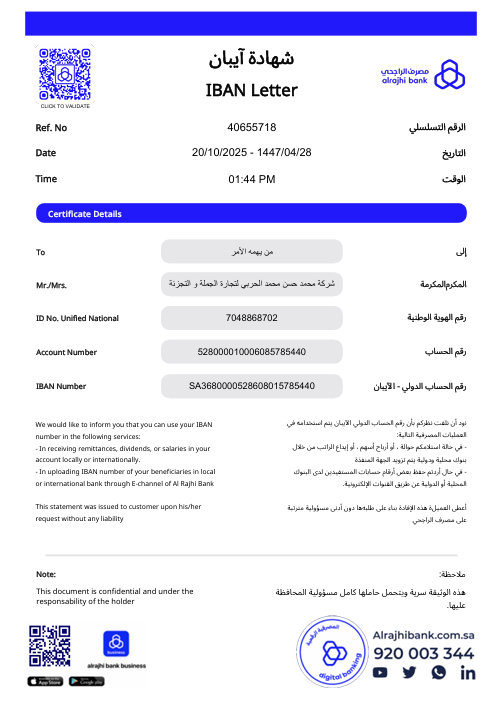 شهادة آيبان
IBAN Letter
CLICK TO VALIDATE
مصرف الراجحي
alrajhi bank
Ref. No 40655718 الرقم التسلسلي
Date 20/10/2025 - 1447/04/28 التاريخ
Time 01:44 PM الوقت
Certificate Details
To من يهمه الأمر إلى
Mr./Mrs. شركة محمد حسن محمد الحربي لتجارة الجملة و التجزئة المكرم/المكرمة
ID No. Unified National 7048868702 رقم الهوية الوطنية
Account Number 528000010006085785440 رقم الحساب
IBAN Number SA3680000528608015785440 رقم الحساب الدولي - الآيبان
We would like to inform you that you can use your IBAN
number in the following services:
- In receiving remittances, dividends, or salaries in your
account locally or internationally.
- In uploading IBAN number of your beneficiaries in local
or international bank through E-channel of Al Rajhi Bank
This statement was issued to customer upon his/her
request without any liability
نود أن نلفت نظركم بأن رقم الحساب الدولي الآيبان يتم استخدامه في
العمليات المصرفية التالية:
- في حالة استلامكم حوالة ، أو أرباح أسهم ، أو إيداع الراتب من خلال
بنوك محلية ودولية يتم تزويد الجهة المنفذة
- في حال أردتم حفظ بعض أرقام حسابات المستفيدين لدى البنوك
المحلية أو الدولية عن طريق القنوات الإلكترونية.
أعطى العميل/ة هذه الإفادة بناء على طلبه/ها دون أدنى مسؤولية مترتبة
على مصرف الراجحي
Note:
This document is confidential and under the
responsability of the holder
ملاحظة:
هذه الوثيقة سرية ويتحمل حاملها كامل مسؤولية المحافظة
عليها.
business
alrajhi bank business
App Store
Google play
المصرفية الرقمية
digital banking
Alrajhibank.com.sa
920 003 344